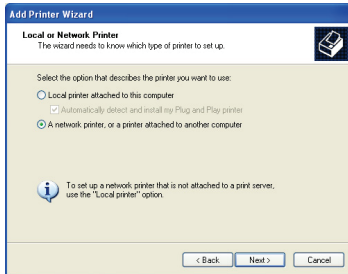 Add Printer Wizard
Local or Network Printer
The wizard needs to know which type of printer to set up.
Select the option that describes the printer you want to use:
Local printer attached to this computer
Automatically detect and install my Plug and Play printer
A network printer, or a printer attached to another computer
To set up a network printer that is not attached to a print server,
use the "Local printer" option.
< Back Next > Cancel